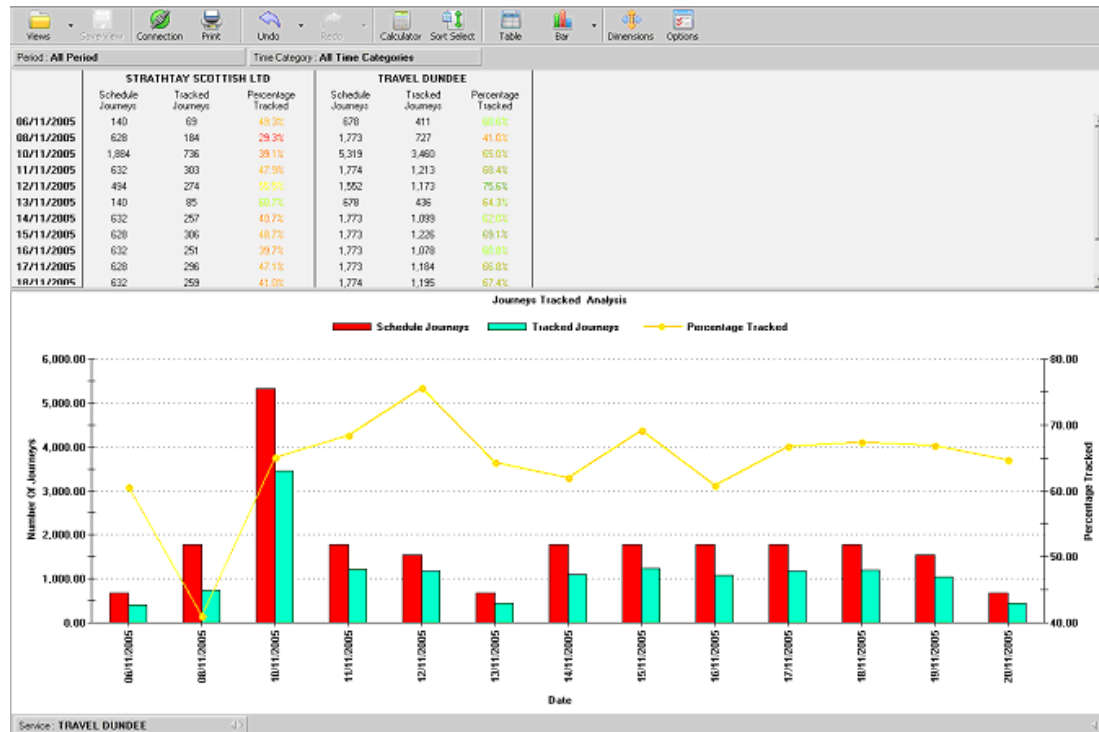 Views Save View Connection Print Undo Redo Calculator Sort Select Table Bar Dimensions Options
Period : All Period Time Category : All Time Categories
STRATHTAY SCOTTISH LTD TRAVEL DUNDEE
Schedule Journeys Tracked Journeys Percentage Tracked Schedule Journeys Tracked Journeys Percentage Tracked
06/11/2005 140 69 49.3% 678 411 60.6%
08/11/2005 628 184 29.3% 1,773 727 41.0%
10/11/2005 1,884 736 39.1% 5,319 3,460 65.0%
11/11/2005 632 303 47.9% 1,774 1,213 68.4%
12/11/2005 494 274 1,552 1,173 75.6%
13/11/2005 140 85 60.7% 678 436 64.3%
14/11/2005 632 257 40.7% 1,773 1,099 62.0%
15/11/2005 628 306 48.7% 1,773 1,226 69.1%
16/11/2005 632 251 39.7% 1,773 1,078 60.8%
17/11/2005 628 296 47.1% 1,773 1,184 66.8%
18/11/2005 632 259 41.0% 1,774 1,195 67.4%
Journeys Tracked Analysis
Schedule Journeys Tracked Journeys Percentage Tracked
Number Of Journeys
6,000.00
5,000.00
4,000.00
3,000.00
2,000.00
1,000.00
0.00
80.00
70.00
60.00
50.00
40.00
Percentage Tracked
06/11/2005 08/11/2005 10/11/2005 11/11/2005 12/11/2005 13/11/2005 14/11/2005 15/11/2005 16/11/2005 17/11/2005 18/11/2005 19/11/2005 20/11/2005
Date
Service : TRAVEL DUNDEE